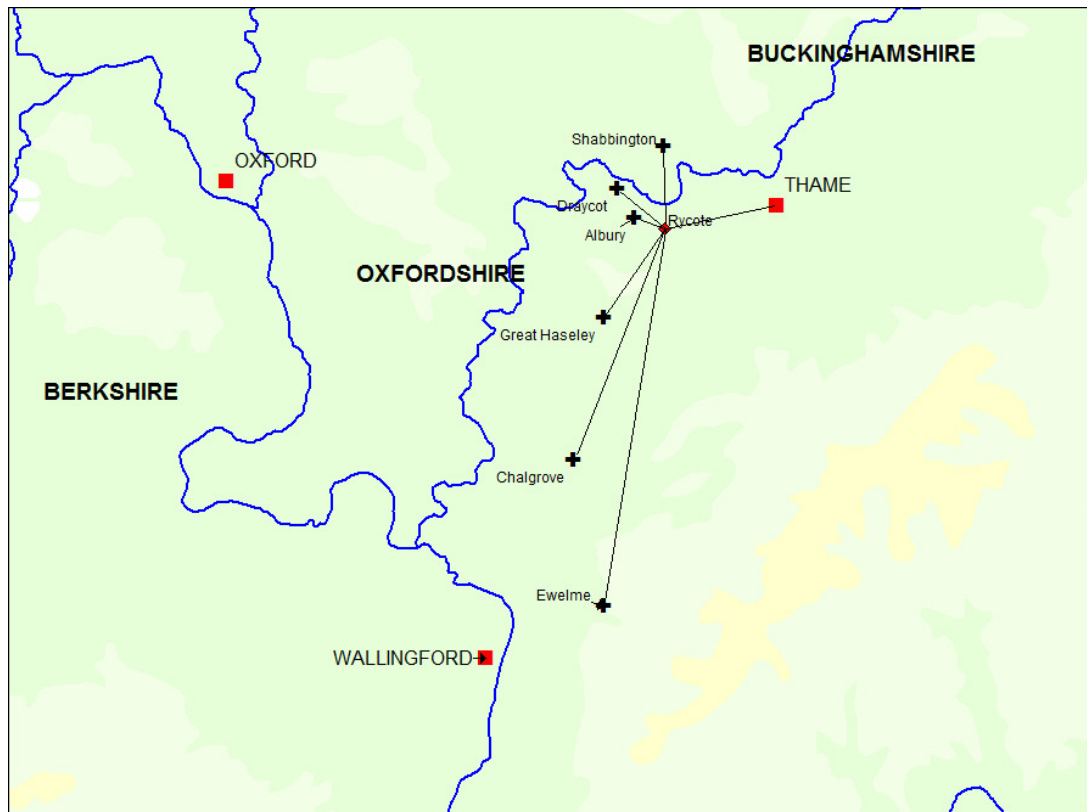 BUCKINGHAMSHIRE
Shabbington
OXFORD
THAME
Draycot
Rycote
Albury
OXFORDSHIRE
Great Haseley
BERKSHIRE
Chalgrove
Ewelme
WALLINGFORD